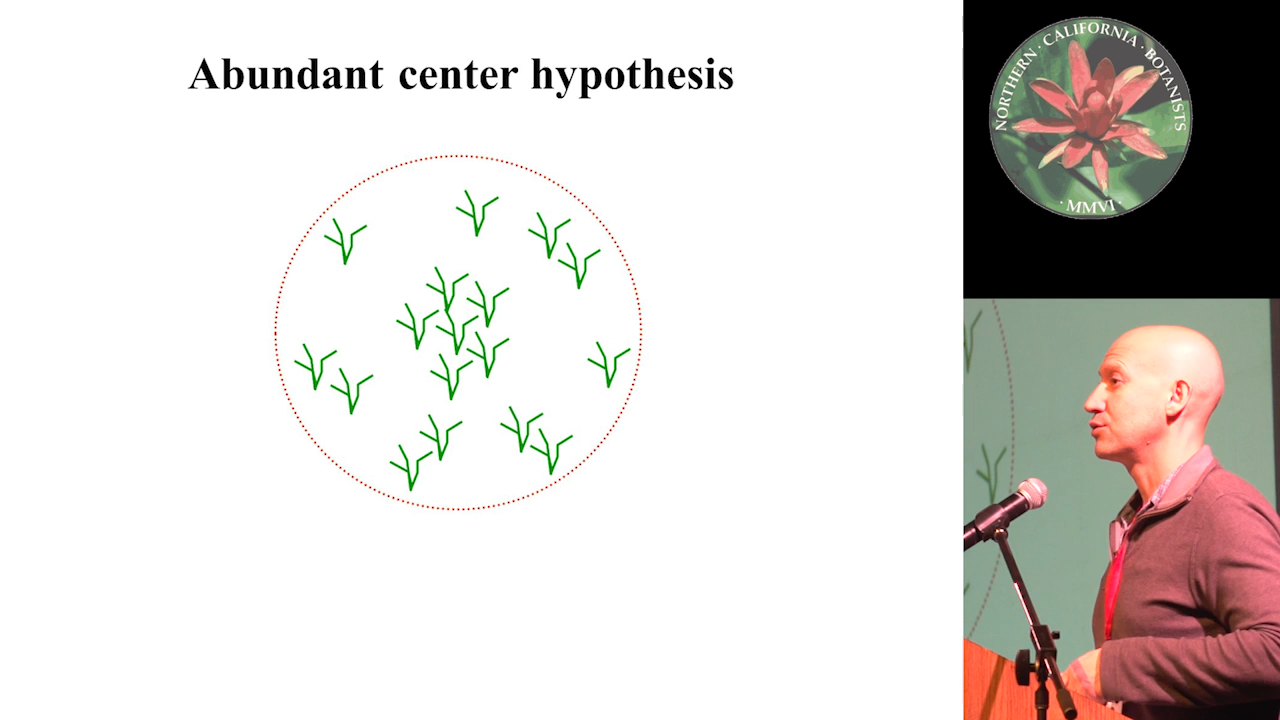 Abundant center hypothesis
NORTHERN · CALIFORNIA · BOTANISTS
· MMVI ·